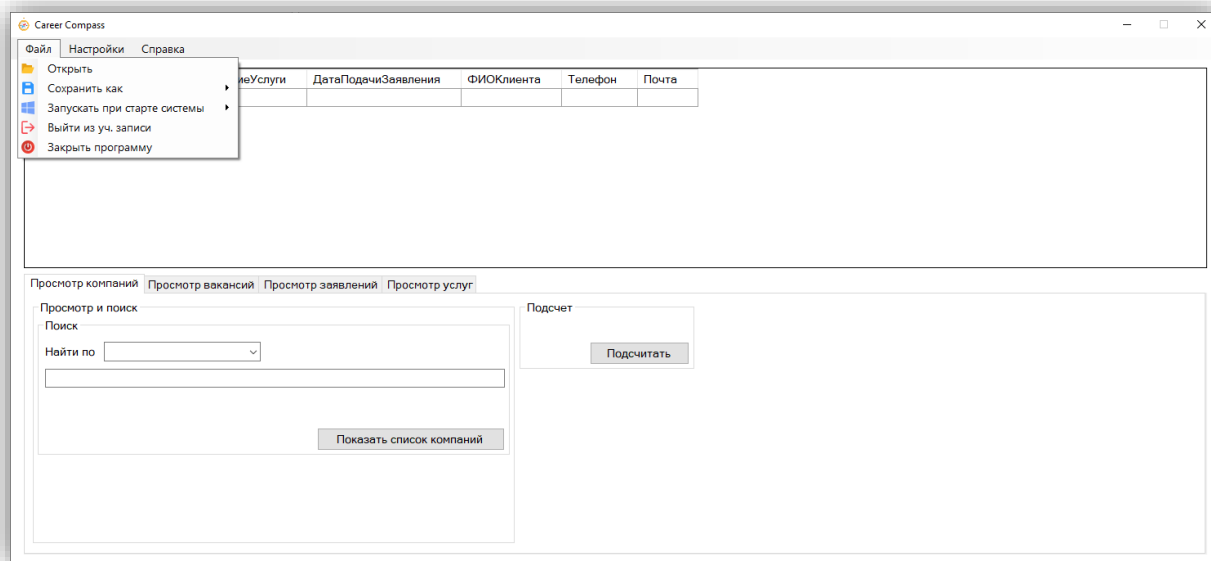 Career Compass
Файл Настройки Справка
Открыть
Сохранить как
Запускать при старте системы
Выйти из уч. записи
Закрыть программу
ДатаПодачиЗаявления ФИОКлиента Телефон Почта
Просмотр компаний Просмотр вакансий Просмотр заявлений Просмотр услуг
Просмотр и поиск
Поиск
Найти по
Показать список компаний
Подсчет
Подсчитать